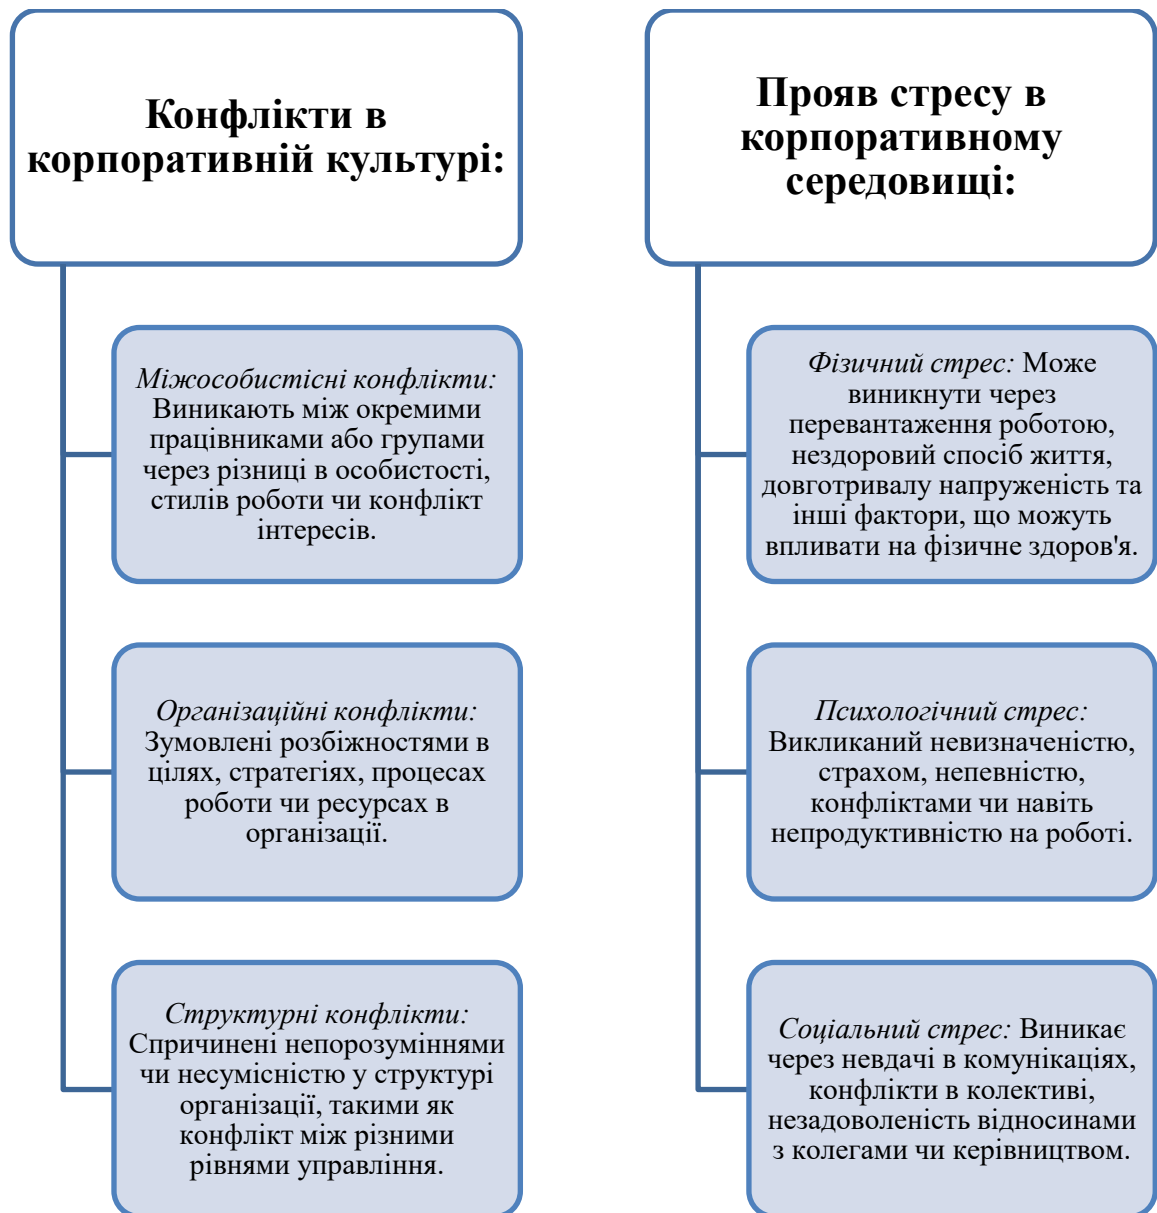 Конфлікти в
корпоративній культурі:
Міжособистісні конфлікти:
Виникають між окремими
працівниками або групами
через різниці в особистості,
стилів роботи чи конфлікт
інтересів.
Організаційні конфлікти:
Зумовлені розбіжностями в
цілях, стратегіях, процесах
роботи чи ресурсах в
організації.
Структурні конфлікти:
Спричинені непорозуміннями
чи несумісністю у структурі
організації, такими як
конфлікт між різними
рівнями управління.
Прояв стресу в
корпоративному
середовищі:
Фізичний стрес: Може
виникнути через
перевантаження роботою,
нездоровий спосіб життя,
довготривалу напруженість та
інші фактори, що можуть
впливати на фізичне здоров'я.
Психологічний стрес:
Викликаний невизначеністю,
страхом, непевністю,
конфліктами чи навіть
непродуктивністю на роботі.
Соціальний стрес: Виникає
через невдачі в комунікаціях,
конфлікти в колективі,
незадоволеність відносинами
з колегами чи керівництвом.